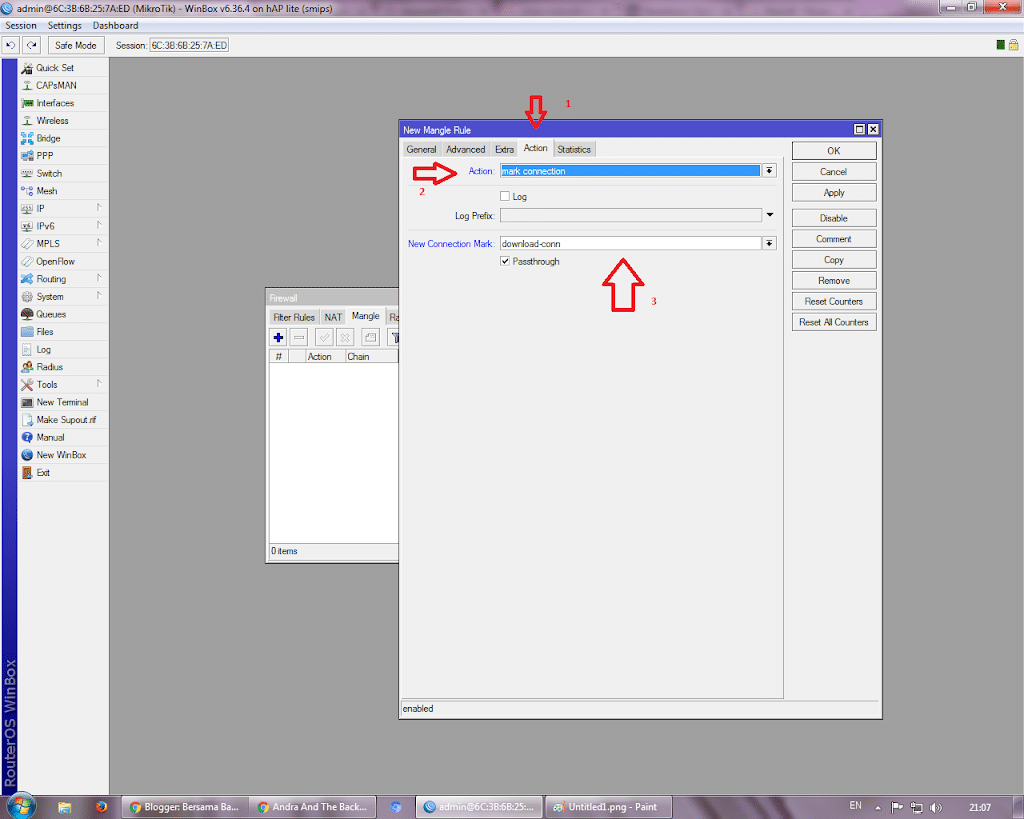 admin@6C:3B:6B:25:7A:ED (MikroTik) - WinBox v6.36.4 on hAP lite (smips)
Session Settings Dashboard
Safe Mode Session: 6C:3B:6B:25:7A:ED
Quick Set
CAPsMAN
Interfaces
Wireless
Bridge
PPP
Switch
Mesh
IP
IPv6
MPLS
OpenFlow
Routing
System
Queues
Files
Log
Radius
Tools
New Terminal
Make Supout.rif
Manual
New WinBox
Exit
RouterOS WinBox
Firewall
Filter Rules NAT Mangle Ra
# Action Chain
0 items
1
New Mangle Rule
General Advanced Extra Action Statistics
Action: mark connection
2
Log
Log Prefix:
New Connection Mark: download-conn
Passthrough
3
OK
Cancel
Apply
Disable
Comment
Copy
Remove
Reset Counters
Reset All Counters
enabled
Blogger: Bersama Ba... Andra And The Back... admin@6C:3B:6B:25:... Untitled1.png - Paint EN 21:07